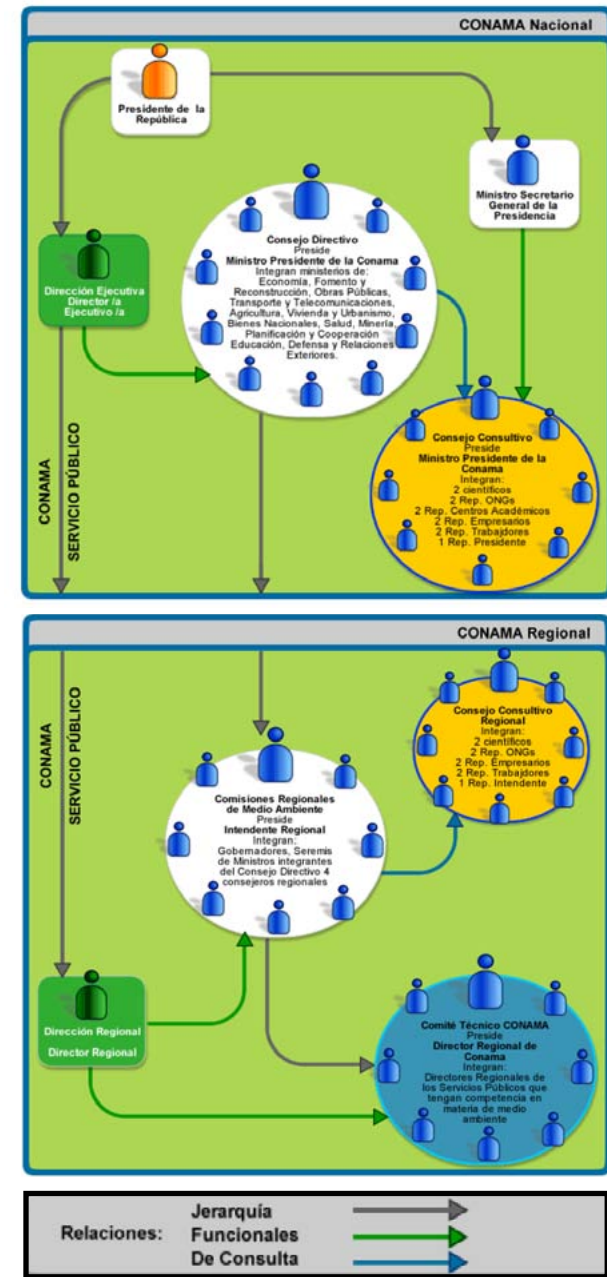 CONAMA Nacional
Presidente de la
República
Ministro Secretario
General de la
Presidencia
Dirección Ejecutiva
Director /a
Ejecutivo /a
Consejo Directivo
Preside
Ministro Presidente de la Conama
Integran ministerios de:
Economía, Fomento y
Reconstrucción, Obras Públicas,
Transporte y Telecomunicaciones,
Agricultura, Vivienda y Urbanismo,
Bienes Nacionales, Salud, Minería,
Planificación y Cooperación
Educación, Defensa y Relaciones
Exteriores.
Consejo Consultivo
Preside
Ministro Presidente de la
Conama
Integran:
2 científicos
2 Rep. ONGs
2 Rep. Centros Académicos
2 Rep. Empresarios
2 Rep. Trabajdores
1 Rep. Presidente
CONAMA
SERVICIO PÚBLICO
CONAMA Regional
CONAMA
SERVICIO PÚBLICO
Consejo Consultivo
Regional
Integran:
2 científicos
2 Rep. ONGs
2 Rep. Empresarios
2 Rep. Trabajdores
1 Rep. Intendente
Comisiones Regionales
de Medio Ambiente
Preside
Intendente Regional
Integran:
Gobernadores, Seremis
de Ministros integrantes
del Consejo Directivo 4
consejeros regionales
Dirección Regional
Director Regional
Comité Técnico CONAMA
Preside
Director Regional de
Conama
Integran:
Directores Regionales de
los Servicios Públicos que
tengan competencia en
materia de medio
ambiente
Relaciones:
Jerarquía
Funcionales
De Consulta